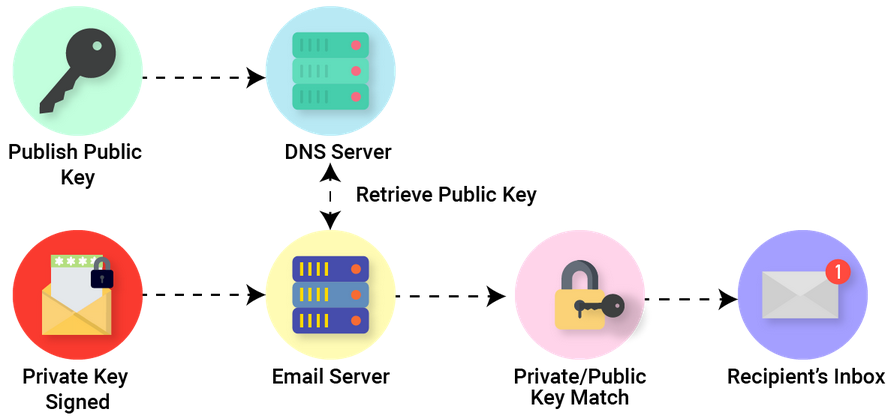 Publish Public
Key
DNS Server
Retrieve Public Key
****
1
Private Key
Signed
Email Server
Private/Public
Key Match
Recipient’s Inbox